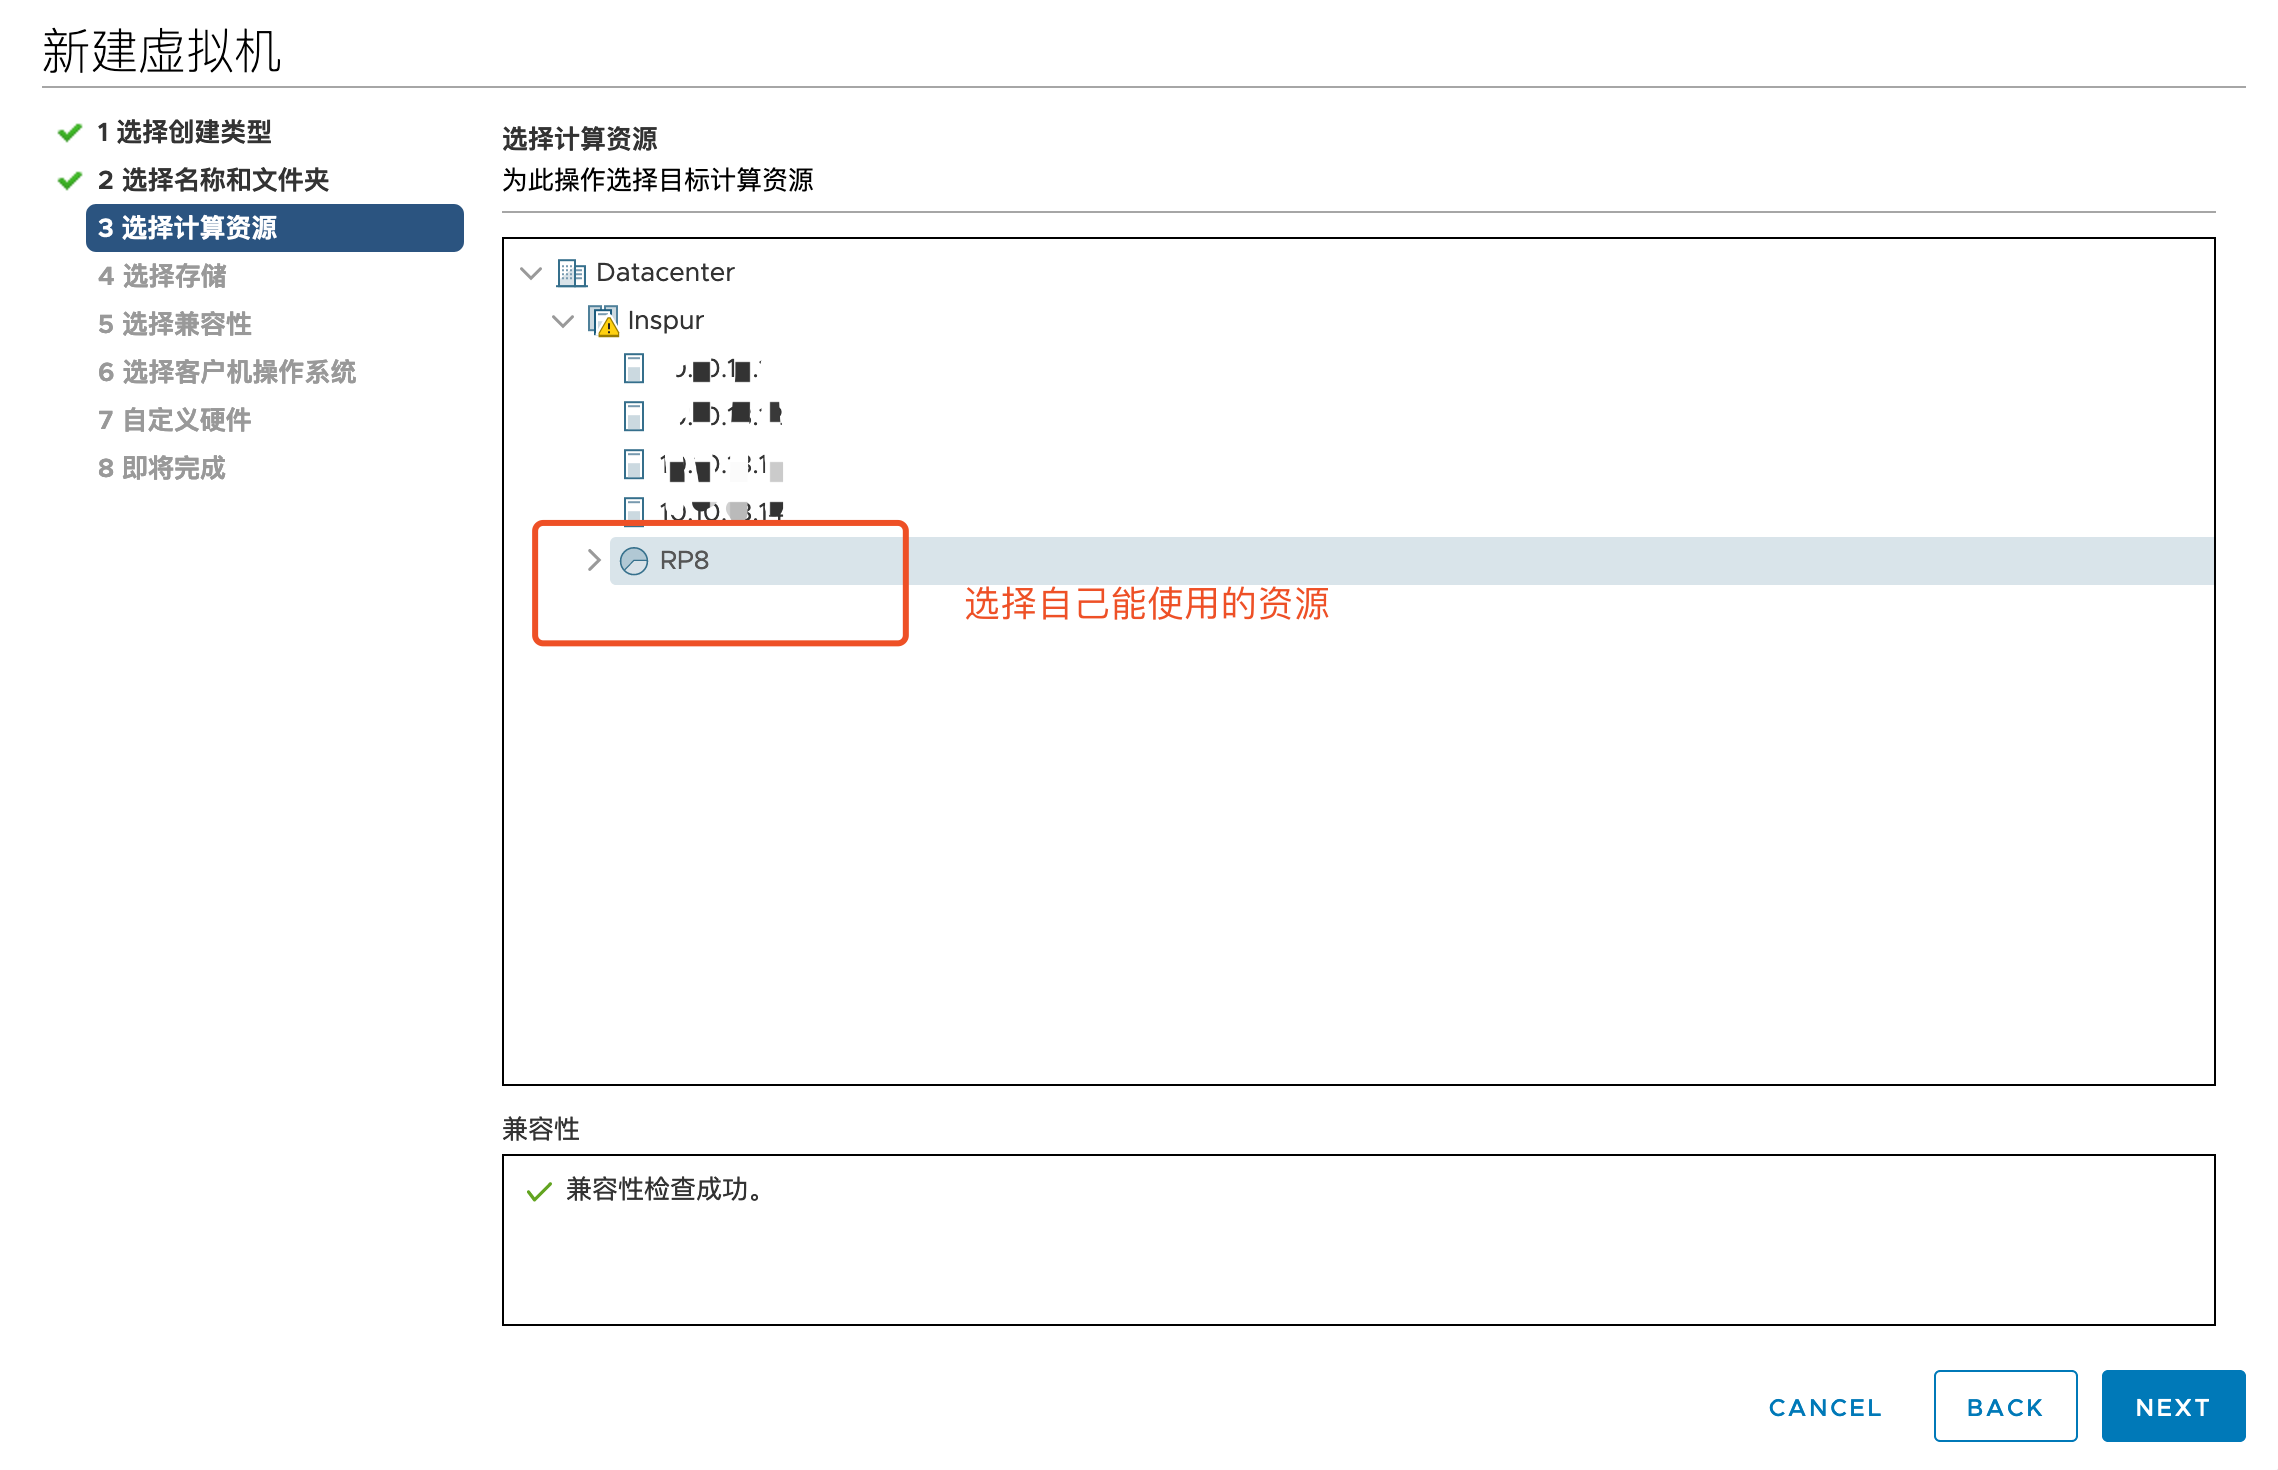 新建虚拟机
1 选择创建类型
2 选择名称和文件夹
3 选择计算资源
4 选择存储
5 选择兼容性
6 选择客户机操作系统
7 自定义硬件
8 即将完成
选择计算资源
为此操作选择目标计算资源
Datacenter
Inspur
RP8
选择自己能使用的资源
兼容性
兼容性检查成功。
CANCEL
BACK
NEXT